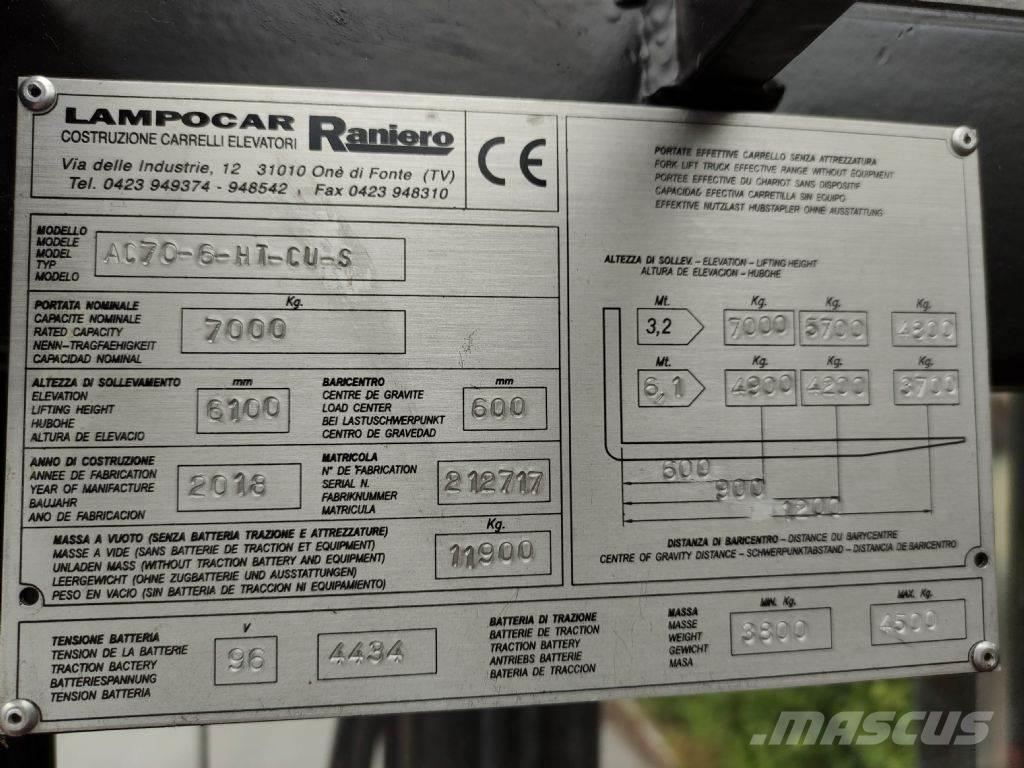 LAMPOCAR Raniero
COSTRUZIONE CARRELLI ELEVATORI
Via delle Industrie, 12 31010 Onè di Fonte (TV)
Tel. 0423 949374 - 948542 Fax 0423 948310
CE
MODELLO
MODELE
MODEL
TYP
MODELO
AC70-6-HT-CU-S
PORTATA NOMINALE
CAPACITE NOMINALE
RATED CAPACITY
NENN-TRAGFAEHIGKEIT
CAPACIDAD NOMINAL
Kg.
7000
ALTEZZA DI SOLLEVAMENTO
ELEVATION
LIFTING HEIGHT
HUBOHE
ALTURA DE ELEVACIO
mm
6100
BARICENTRO
CENTRE DE GRAVITE
LOAD CENTER
BEI LASTUSCHWERPUNKT
CENTRO DE GRAVEDAD
mm
600
ANNO DI COSTRUZIONE
ANNEE DE FABRICATION
YEAR OF MANIFACTURE
BAUJAHR
ANO DE FABRICACION
2018
MATRICOLA
N° DE FABRICATION
SERIAL N.
FABRIKNUMMER
MATRICULA
212717
MASSA A VUOTO (SENZA BATTERIA TRAZIONE E ATTREZZATURE)
MASSE A VIDE (SANS BATTERIE DE TRACTION ET EQUIPEMENT)
UNLADEN MASS (WITHOUT TRACTION BATTERY AND EQUIPMENT)
LEERGEWICHT (OHNE ZUGBATTERIE UND AUSSTATTUNGEN)
PESO EN VACIO (SIN BATERIA DE TRACCION NI EQUIPAMIENTO)
Kg.
11900
PORTATE EFFETTIVE CARRELLO SENZA ATTREZZATURA
FORK LIFT TRUCK EFFECTIVE RANGE WITHOUT EQUIPMENT
PORTEE EFFECTIVE DU CHARIOT SANS DISPOSITIF
CAPACIDAD EFECTIVA CARRETILLA SIN EQUIPO
EFFEKTIVE NUTZLAST HUBSTAPLER OHNE AUSSTATTUNG
ALTEZZA DI SOLLEV. - ELEVATION - LIFTING HEIGHT
ALTURA DE ELEVACION - HUBOHE
Mt. Kg. Kg. Kg.
3,2 7000 5700 4800
Mt. Kg. Kg. Kg.
6,1 4900 4200 3700
600
900
1200
DISTANZA DI BARICENTRO - DISTANCE DU BARYCENTRE
CENTRE OF GRAVITY DISTANCE - SCHWERPUNKTABSTAND - DISTANCIA DE BARICENTRO
TENSIONE BATTERIA
TENSION DE LA BATTERIE
TRACTION BACTERY
BATTERIESPANNUNG
TENSION BATTERIA
V
96
4434
BATTERIA DI TRAZIONE
BATTERIE DE TRACTION
TRACTION BATTERY
ANTRIEBS BATTERIE
BATERIA DE TRACCION
MASSA
MASSE
WEIGHT
GEWICHT
MASA
MIN. Kg.
3800
MAX. Kg.
4500
MASCUS